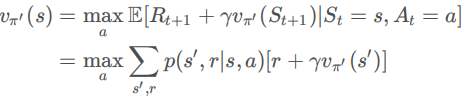 v_{π'}(s) = max_a 𝔼[R_{t+1} + γv_{π'}(S_{t+1})|S_t = s, A_t = a]
= max_a ∑_{s',r} p(s', r|s, a)[r + γv_{π'}(s')]